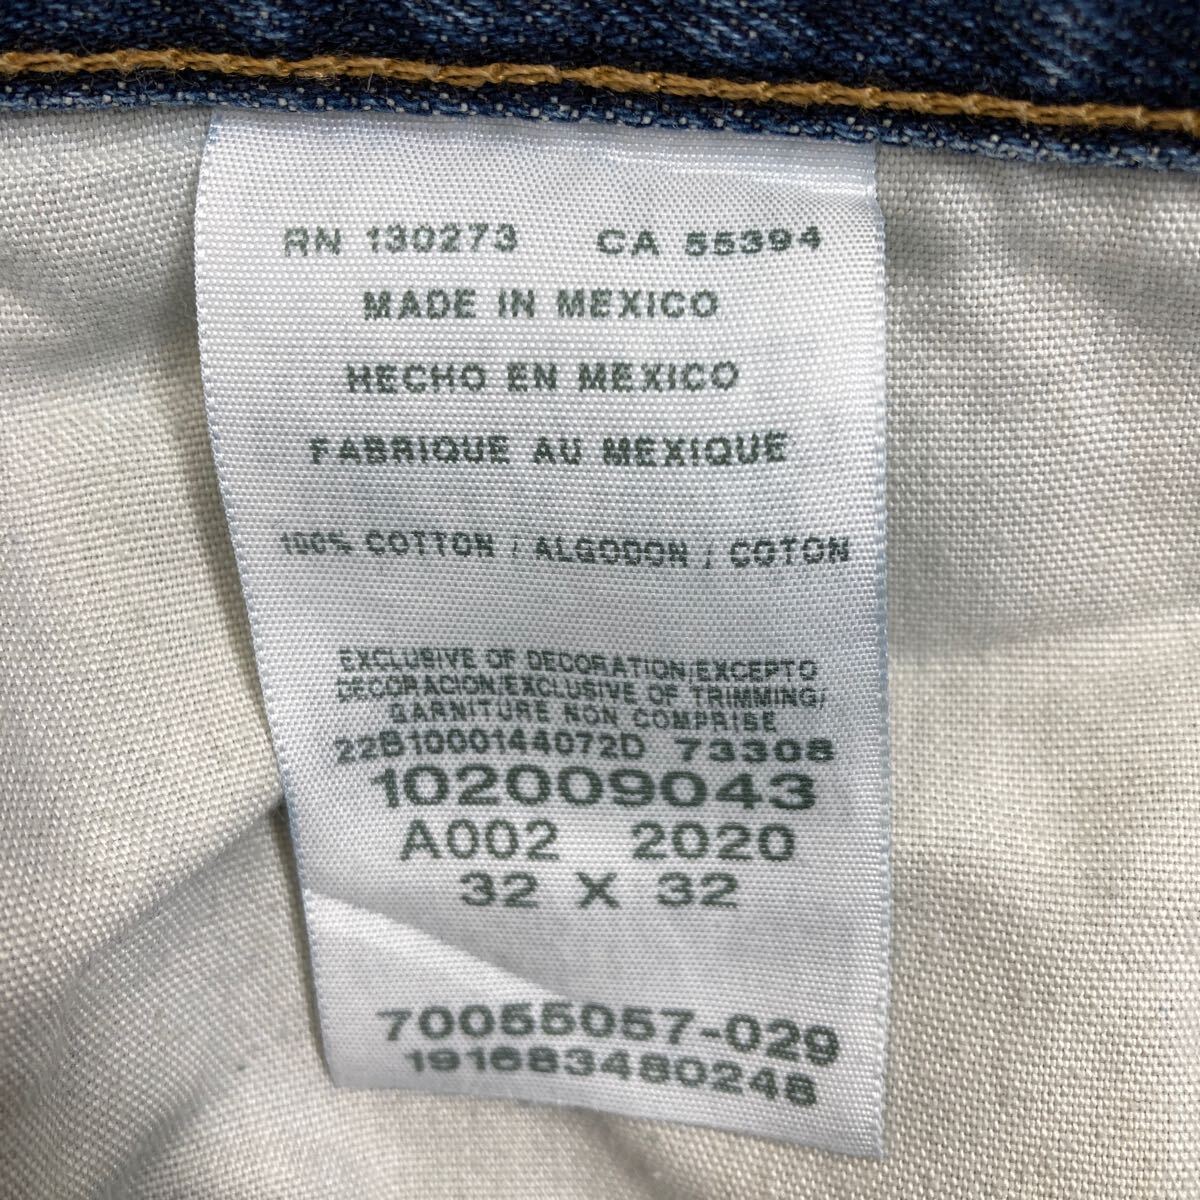 RN 130273 CA 55394
MADE IN MEXICO
HECHO EN MEXICO
FABRIQUE AU MEXIQUE
100% COTTON / ALGODON / COTON
EXCLUSIVE OF DECORATION/EXCEPTO
DECORACION/EXCLUSIVE OF TRIMMING/
GARNITURE NON COMPRISE
22B1000144072D 73308
102009043
A002 2020
32 X 32
70055057-029
191683480248